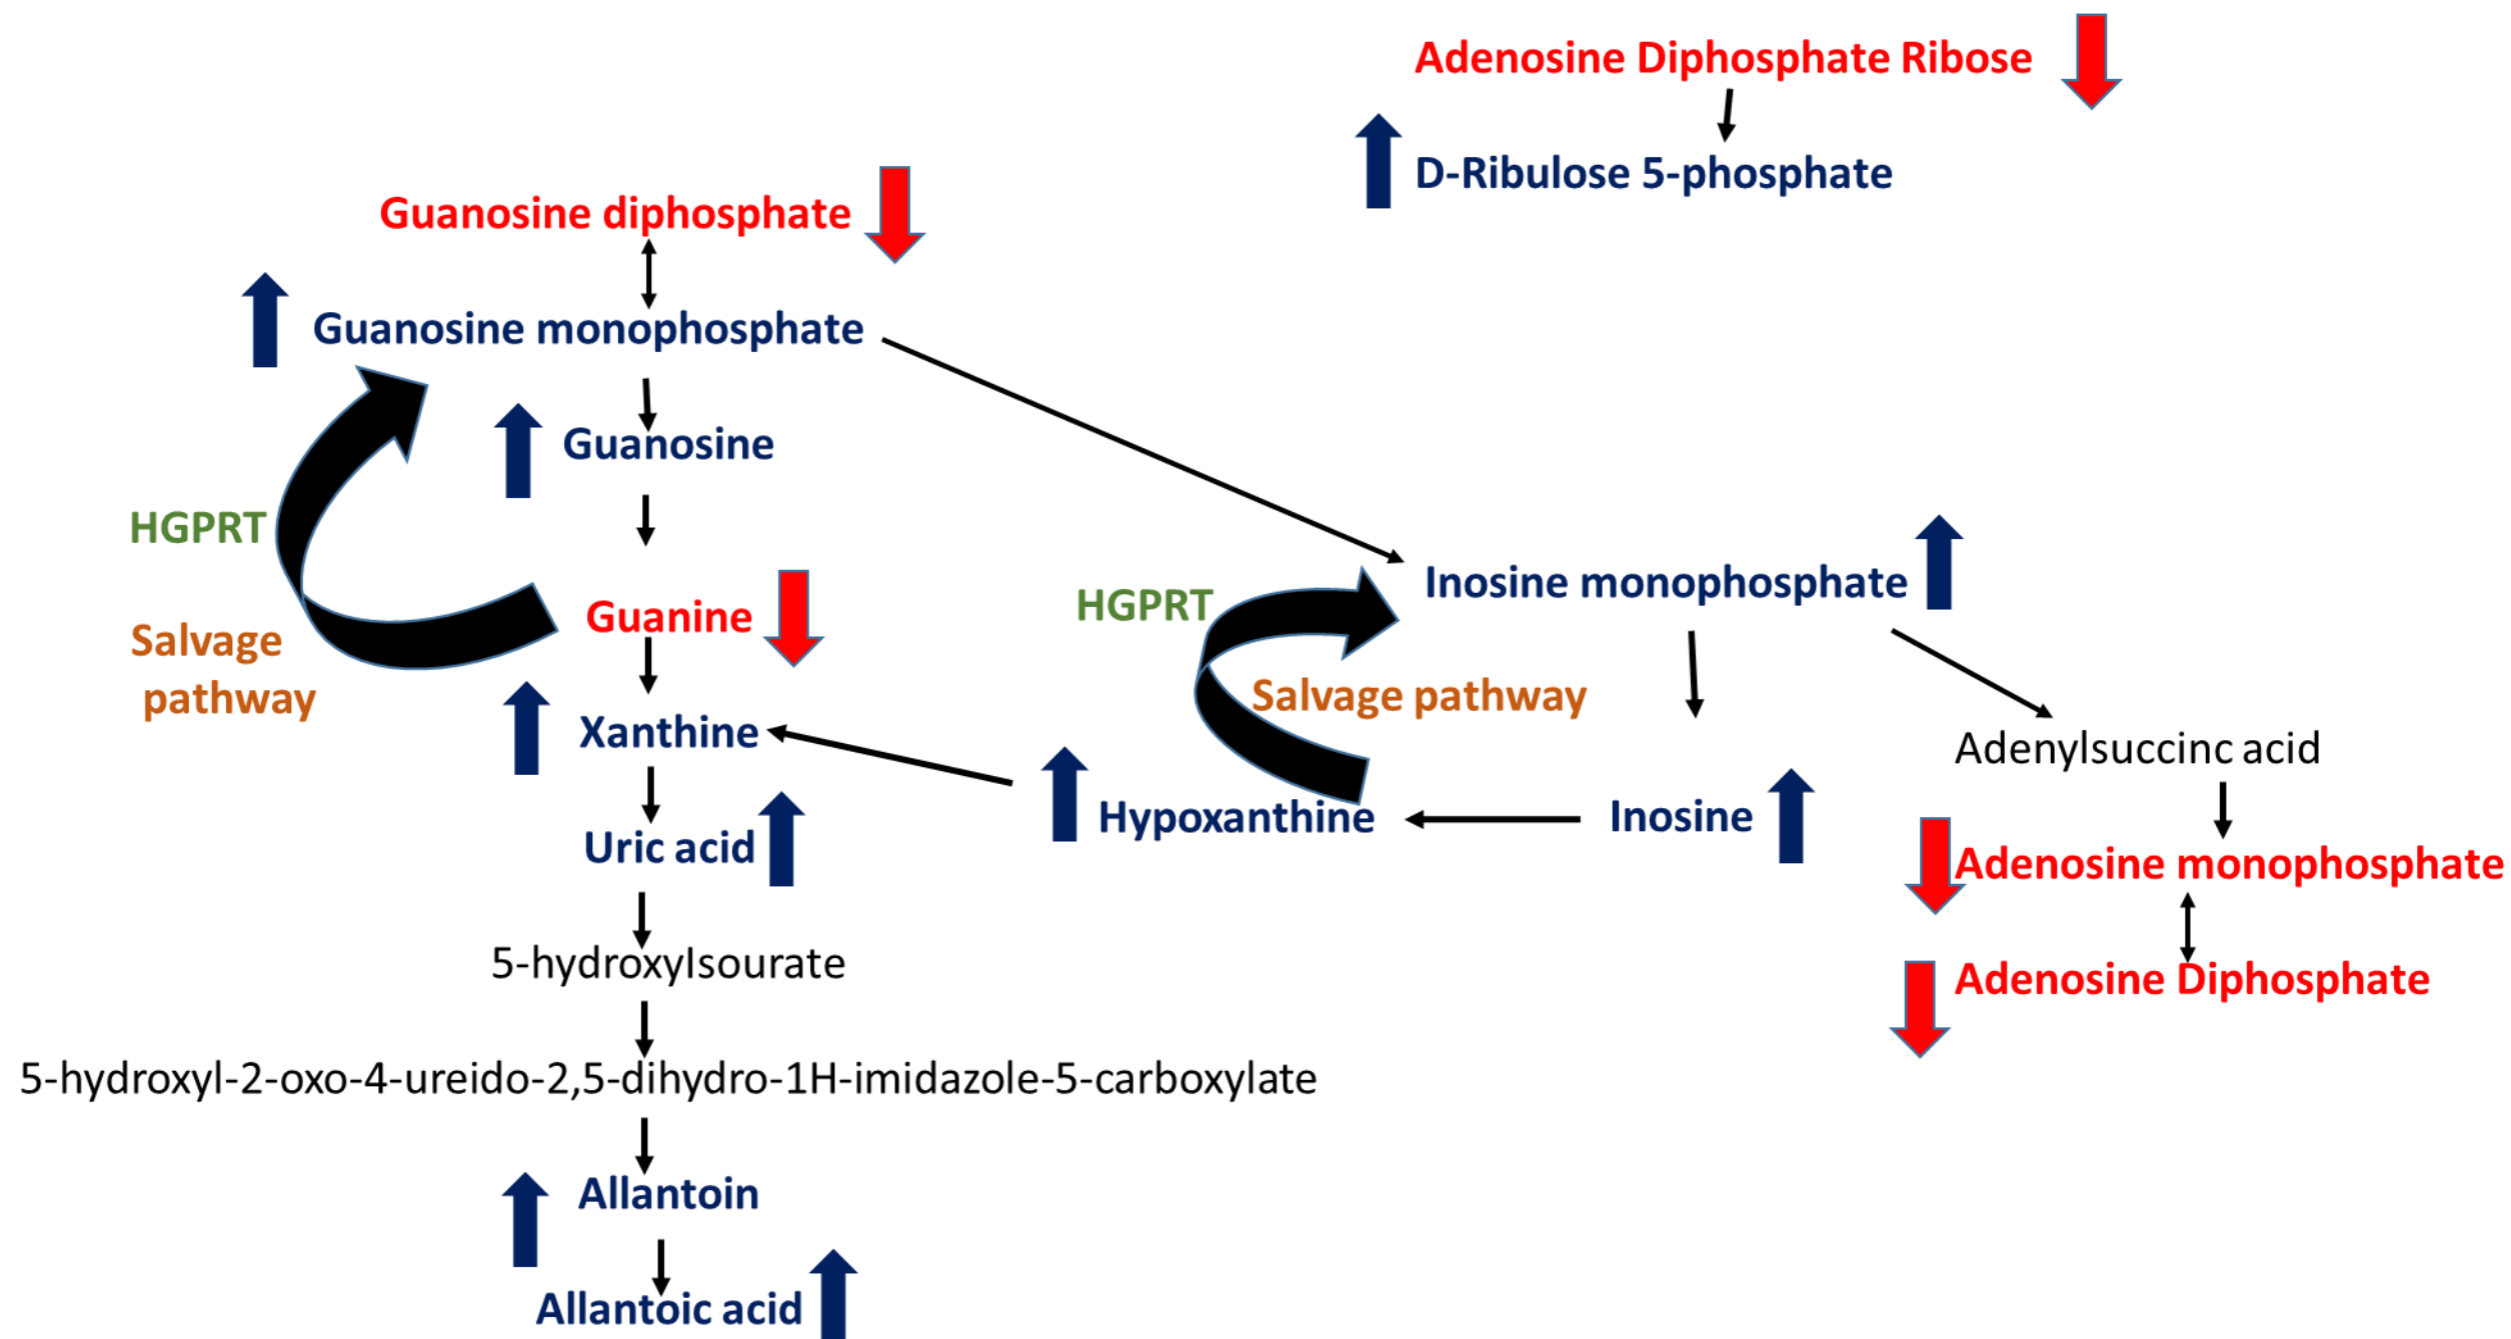 Adenosine Diphosphate Ribose
D-Ribulose 5-phosphate
Guanosine diphosphate
Guanosine monophosphate
Guanosine
HGPRT
Guanine
Salvage
pathway
Xanthine
Uric acid
5-hydroxyIsourate
5-hydroxyl-2-oxo-4-ureido-2,5-dihydro-1H-imidazole-5-carboxylate
Allantoin
Allantoic acid
Inosine monophosphate
HGPRT
Salvage pathway
Hypoxanthine
Inosine
Adenylsuccinc acid
Adenosine monophosphate
Adenosine Diphosphate